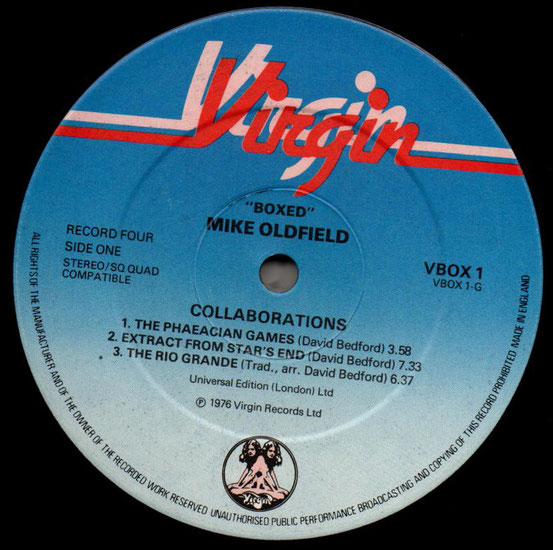 Virgin
"BOXED"
MIKE OLDFIELD
RECORD FOUR
SIDE ONE
STEREO/SQ QUAD
COMPATIBLE
VBOX 1
VBOX 1-G
COLLABORATIONS
1. THE PHAEACIAN GAMES (David Bedford) 3.58
2. EXTRACT FROM STAR'S END (David Bedford) 7.33
3. THE RIO GRANDE (Trad., arr. David Bedford) 6.37
Universal Edition (London) Ltd
Ⓟ 1976 Virgin Records Ltd
Virgin
ALL RIGHTS OF THE MANUFACTURER AND OF THE OWNER OF THE RECORDED WORK RESERVED UNAUTHORISED PUBLIC PERFORMANCE BROADCASTING AND COPYING OF THIS RECORD PROHIBITED MADE IN ENGLAND